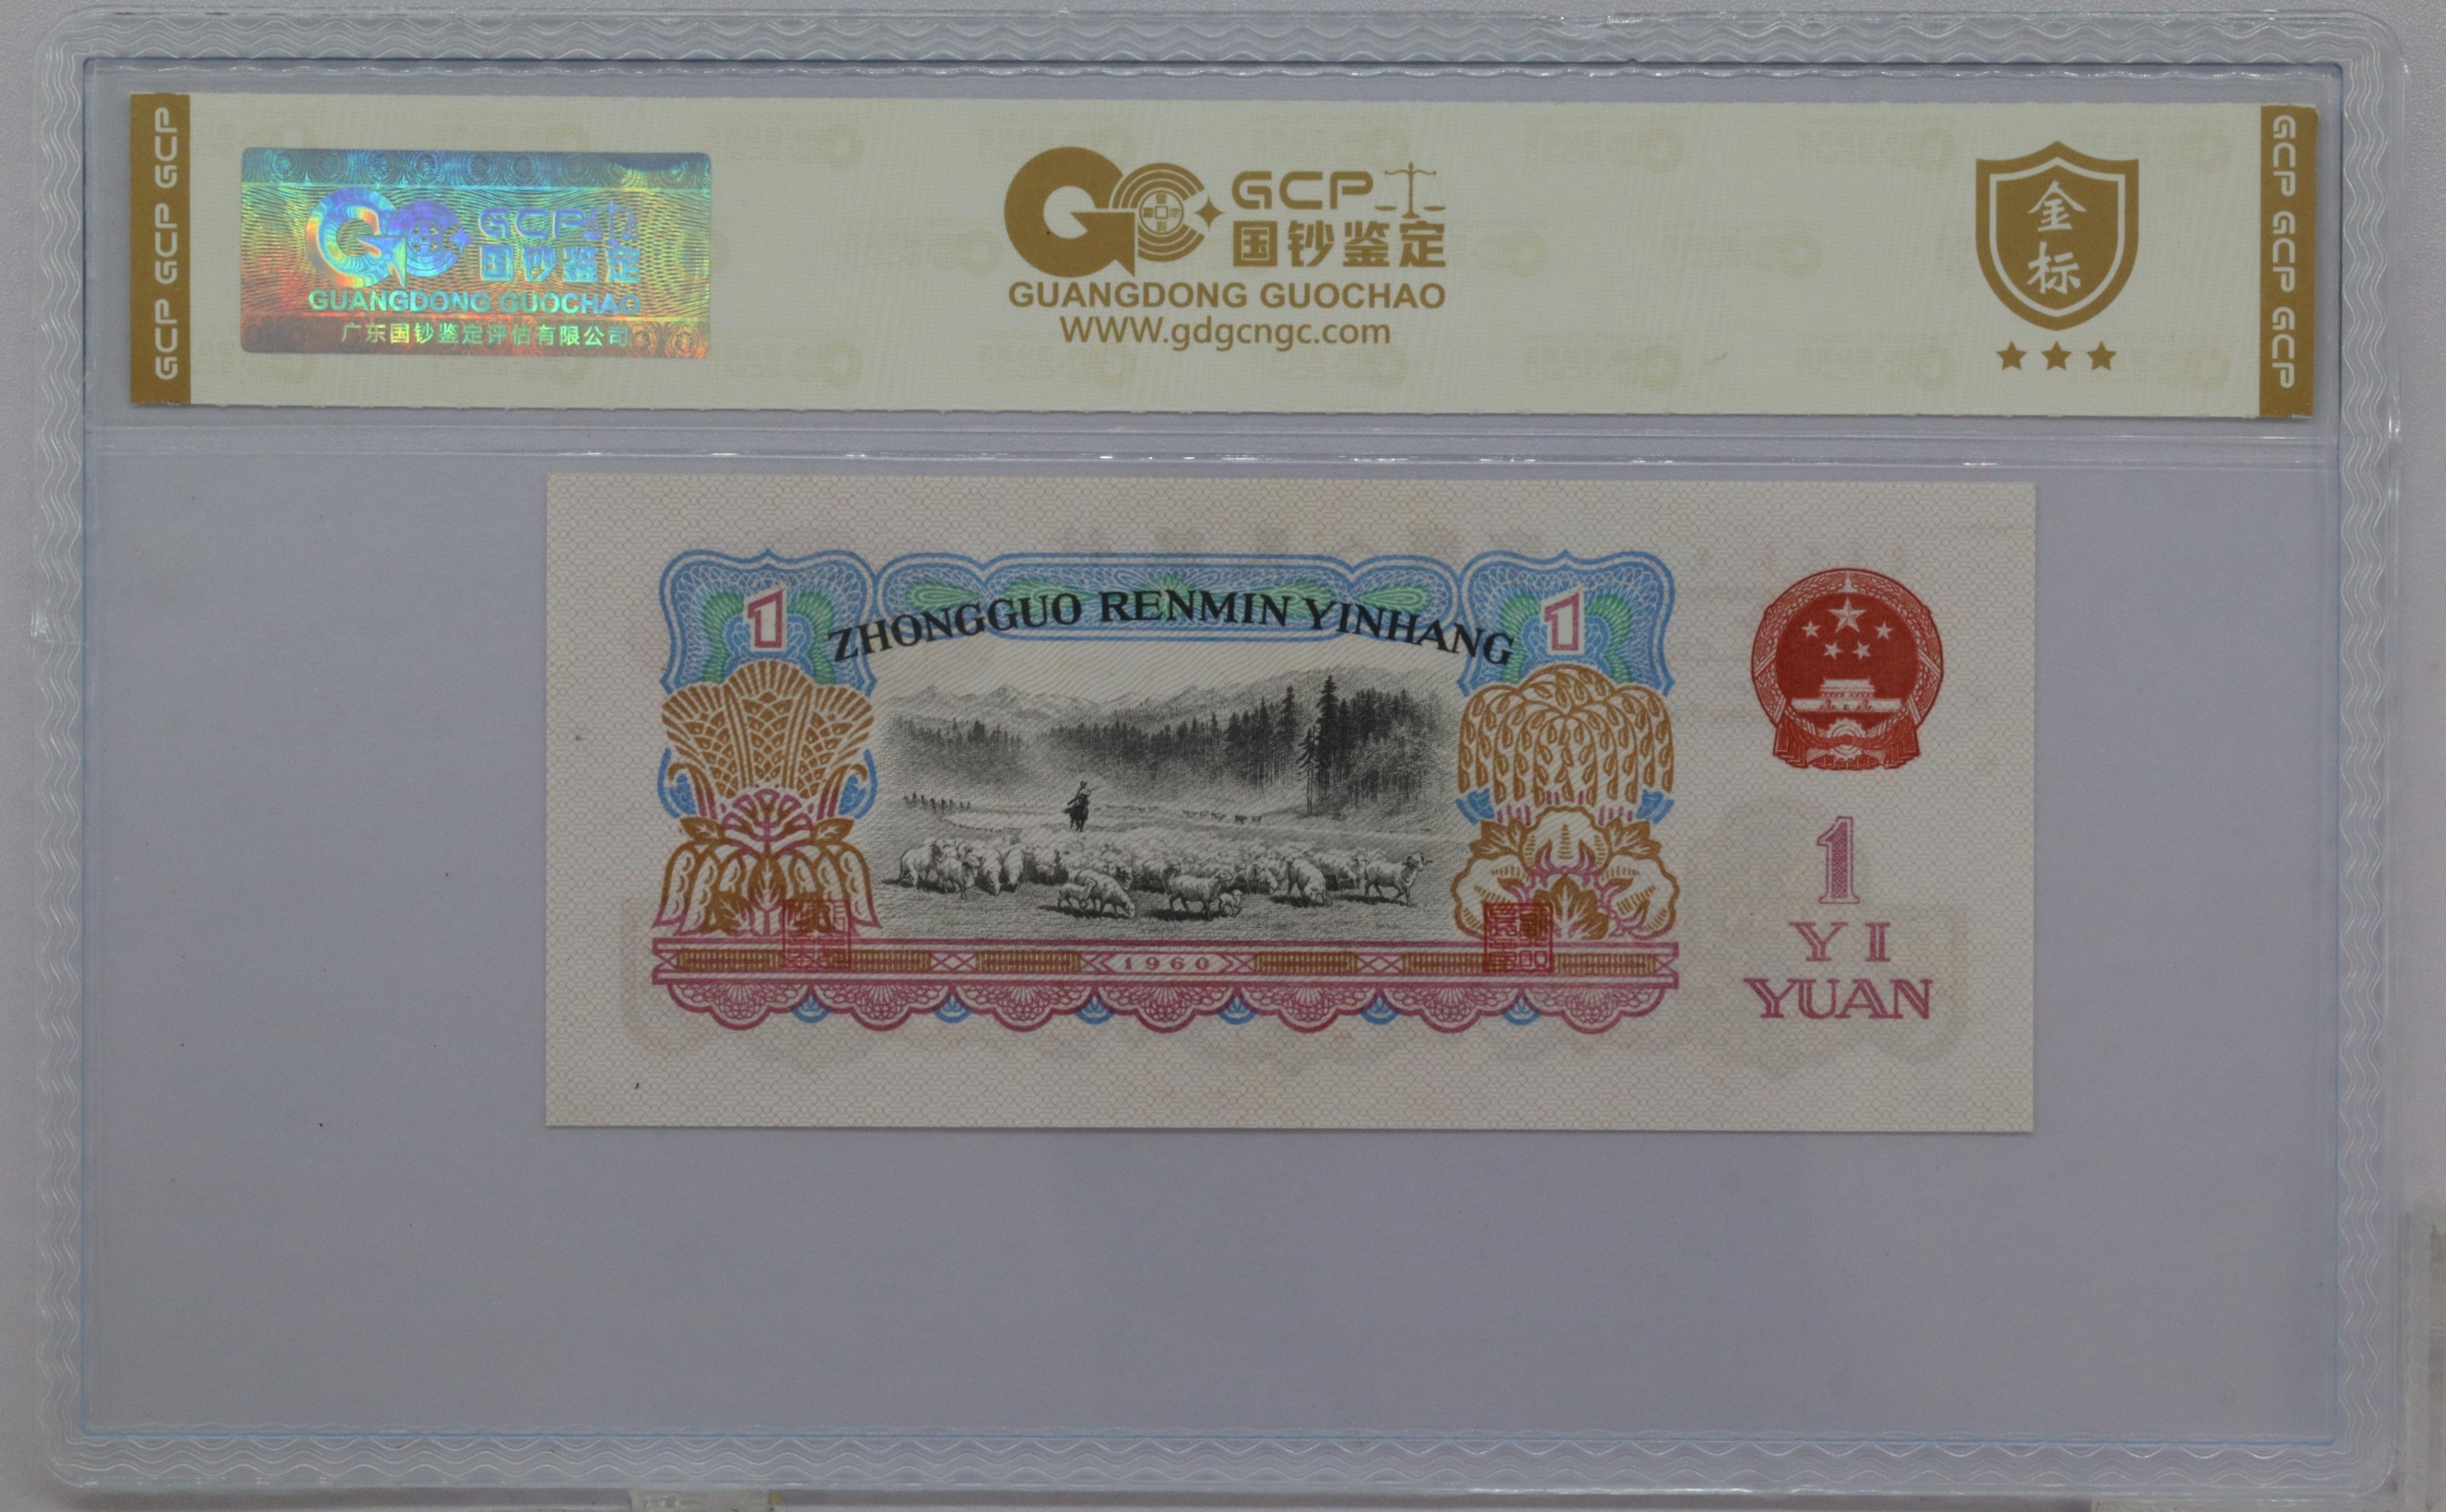 GCP GCP GCP
GCP
国钞鉴定
GUANGDONG GUOCHAO
广东国钞鉴定评估有限公司
GCP
国钞鉴定
GUANGDONG GUOCHAO
WWW.gdgcngc.com
金
标
GCP GCP GCP
1
ZHONGGUO RENMIN YINHANG
1
1960
1
YI
YUAN